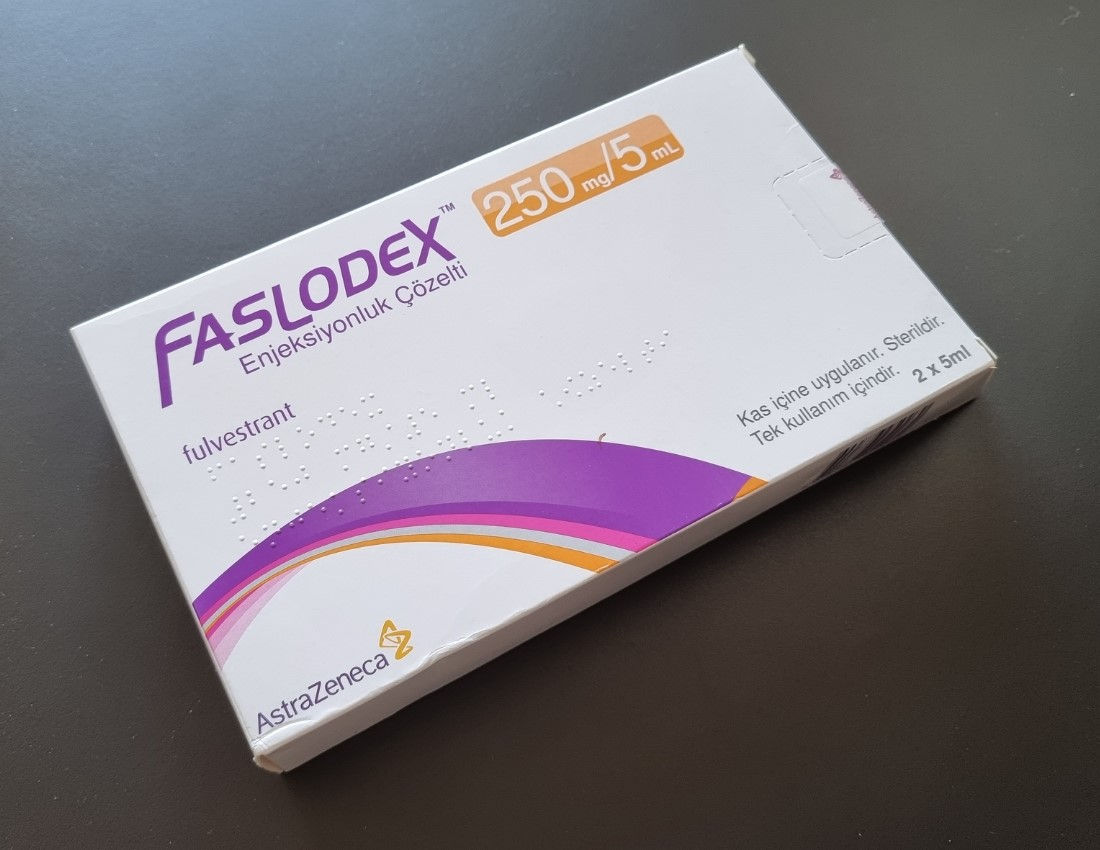 FASLODEX™
250 mg/5 mL
Enjeksiyonluk Çözelti
fulvestrant
Kas içine uygulanır. Sterildir.
Tek kullanım içindir.
2 x 5ml
AstraZeneca